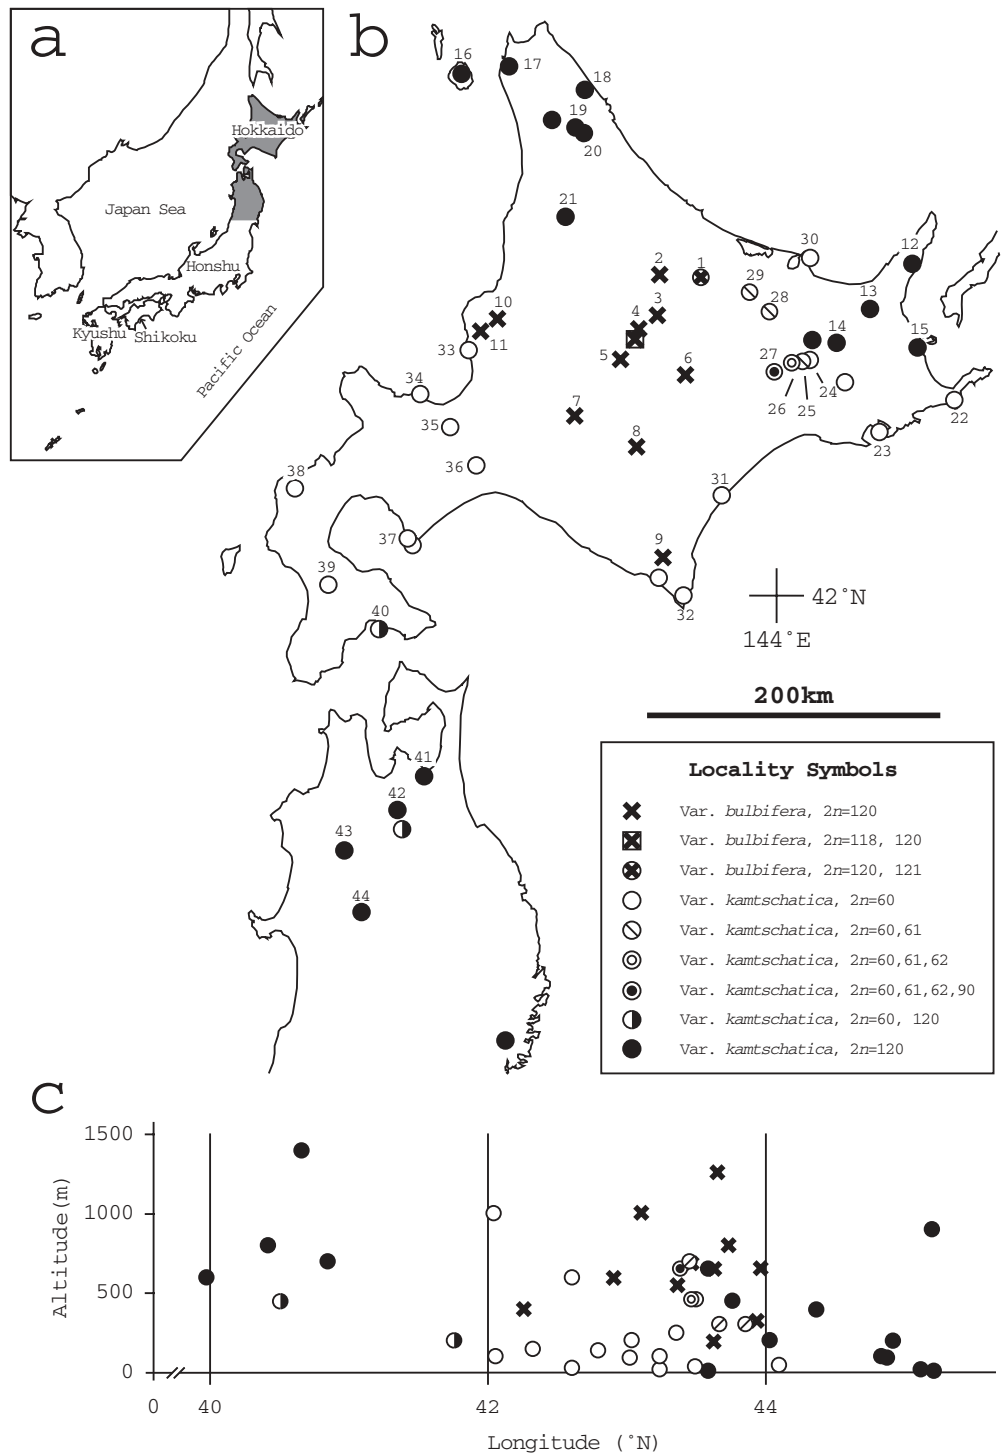 a
Hokkaido
Japan Sea
Honshu
Kyushu
Shikoku
Pacific Ocean
b
16
17
18
19
20
21
30
12
2
1
29
28
13
3
10
4
11
33
5
6
27
14
15
34
26
25
24
22
7
35
8
23
36
38
31
37
9
39
40
32
42°N
144°E
200km
41
42
43
44
Locality Symbols
Var. bulbifera, 2n=120
Var. bulbifera, 2n=118, 120
Var. bulbifera, 2n=120, 121
Var. kamtschatica, 2n=60
Var. kamtschatica, 2n=60,61
Var. kamtschatica, 2n=60,61,62
Var. kamtschatica, 2n=60,61,62,90
Var. kamtschatica, 2n=60, 120
Var. kamtschatica, 2n=120
c
Altitude(m)
1500
1000
500
0
0
40
42
44
Longitude (°N)